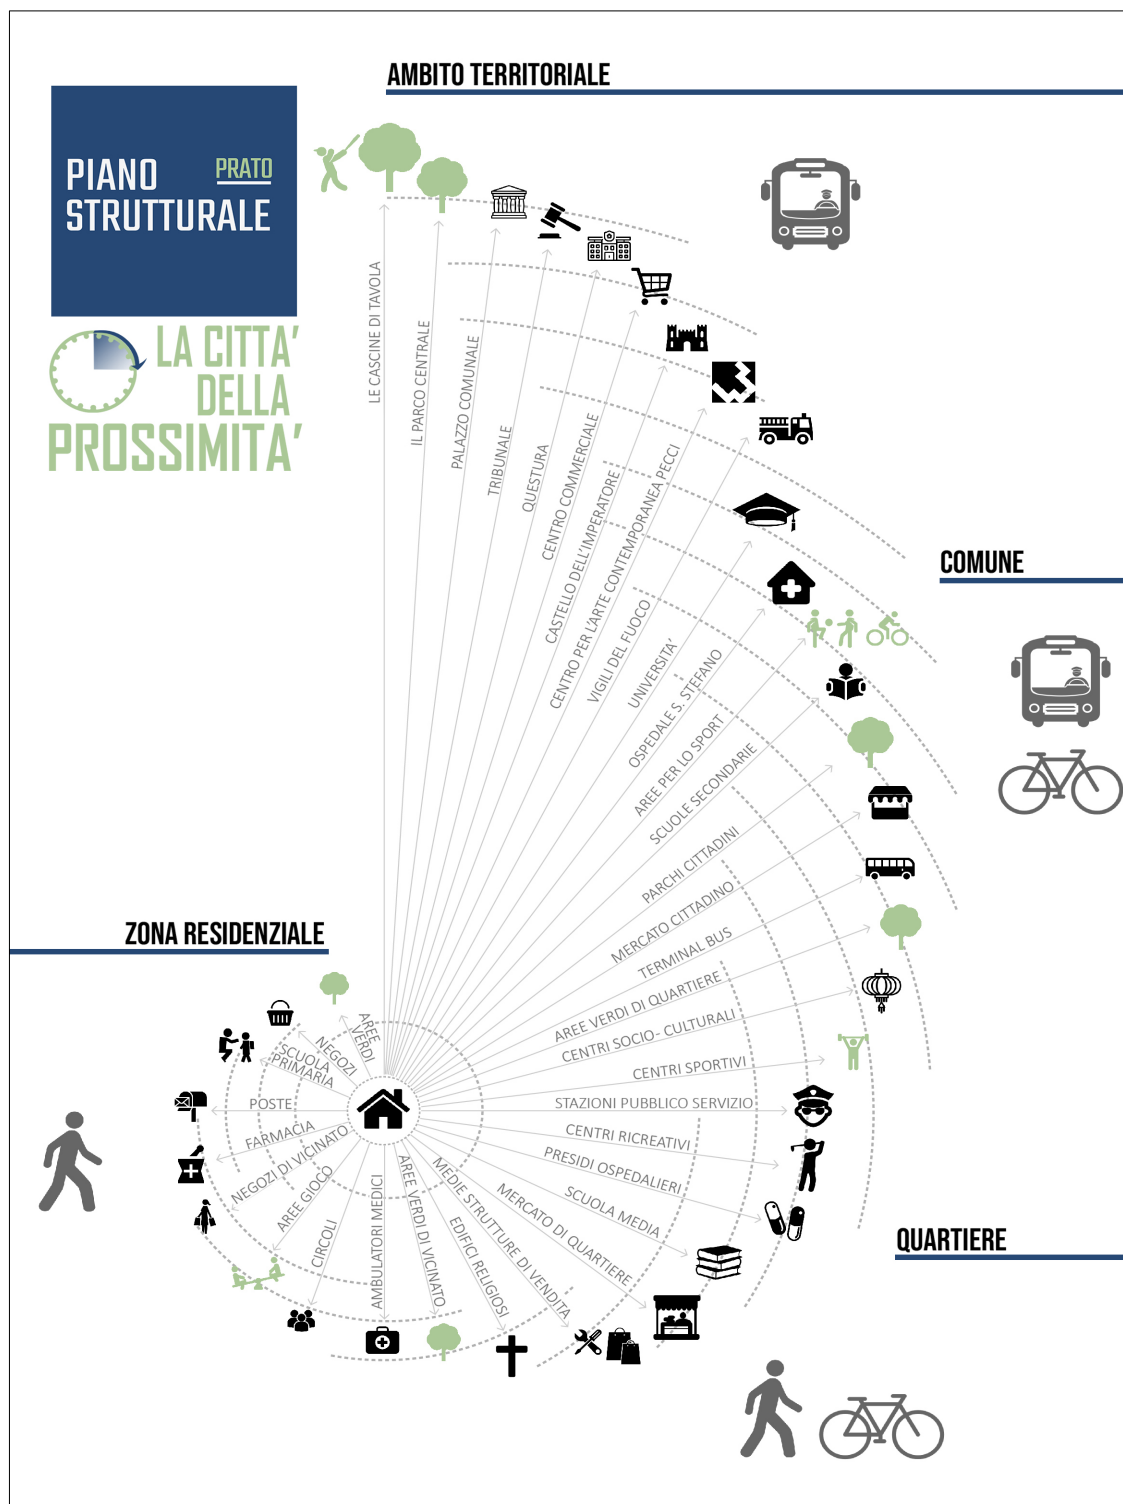 AMBITO TERRITORIALE
PIANO
PRATO
STRUTTURALE
LA CITTA'
DELLA
PROSSIMITA'
LE CASCINE DI TAVOLA
IL PARCO CENTRALE
PALAZZO COMUNALE
TRIBUNALE
QUESTURA
CENTRO COMMERCIALE
CASTELLO DELL'IMPERATORE
CENTRO PER L'ARTE CONTEMPORANEA PECCI
VIGILI DEL FUOCO
UNIVERSITA'
OSPEDALE S. STEFANO
AREE PER LO SPORT
SCUOLE SECONDARIE
COMUNE
PARCHI CITTADINI
MERCATO CITTADINO
TERMINAL BUS
AREE VERDI DI QUARTIERE
CENTRI SOCIO- CULTURALI
CENTRI SPORTIVI
STAZIONI PUBBLICO SERVIZIO
CENTRI RICREATIVI
PRESIDI OSPEDALIERI
SCUOLA MEDIA
MERCATO DI QUARTIERE
MEDIE STRUTTURE DI VENDITA
QUARTIERE
EDIFICI RELIGIOSI
AREE VERDI DI VICINATO
AMBULATORI MEDICI
CIRCOLI
AREE GIOCO
NEGOZI DI VICINATO
FARMACIA
POSTE
SCUOLA
PRIMARIA
NEGOZI
AREE
VERDI
ZONA RESIDENZIALE